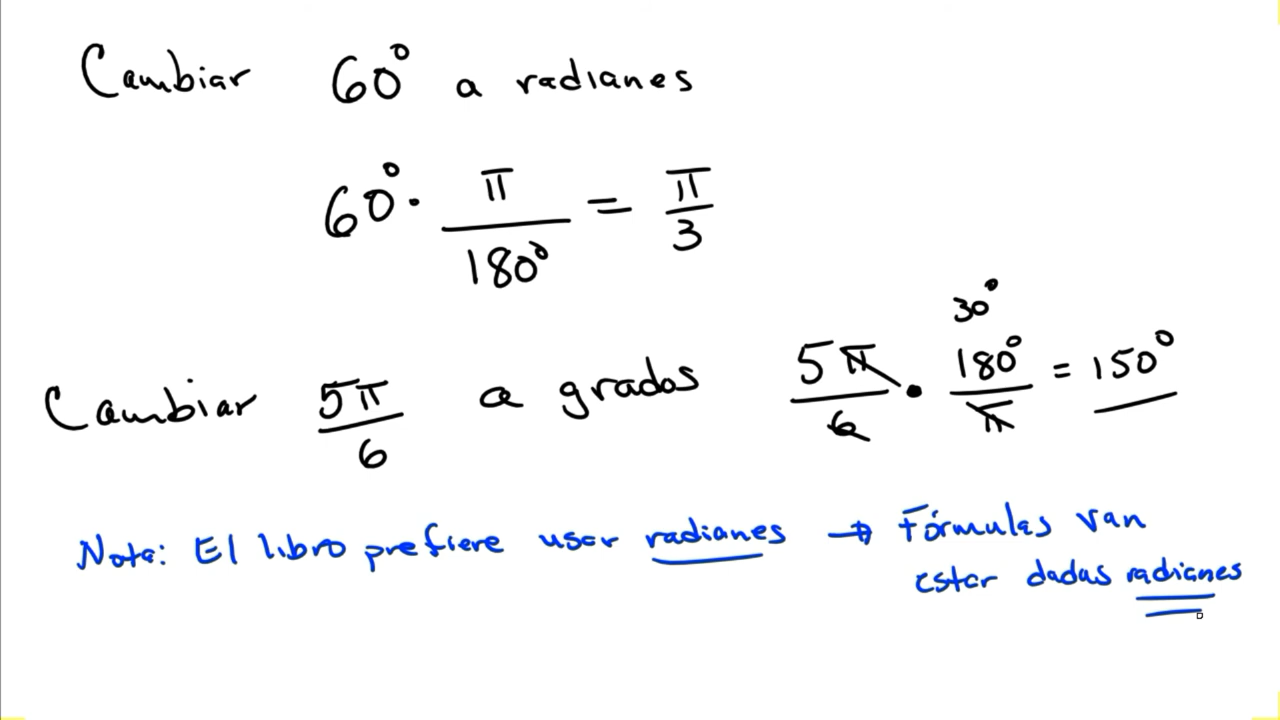 Cambiar 60° a radianes
60° · π/180° = π/3
Cambiar 5π/6 a grados 5π/6 · 180°/π = 150°
30°
Nota: El libro prefiere usar radianes → Fórmulas van
estar dadas radianes